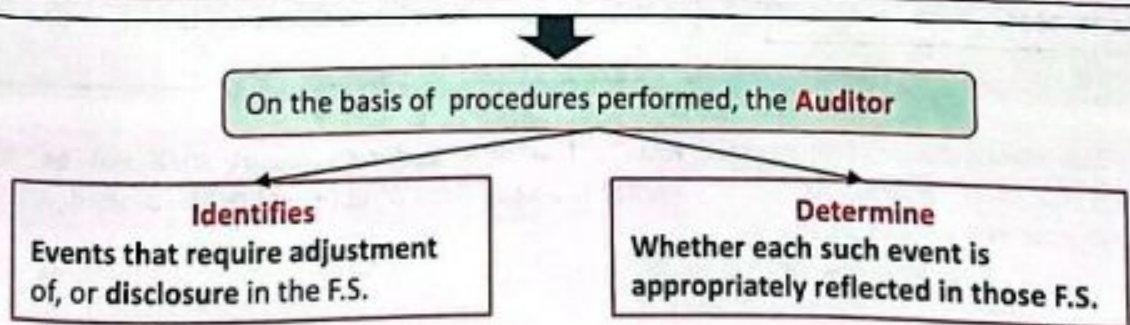 On the basis of procedures performed, the Auditor
Identifies
Events that require adjustment
of, or disclosure in the F.S.
Determine
Whether each such event is
appropriately reflected in those F.S.